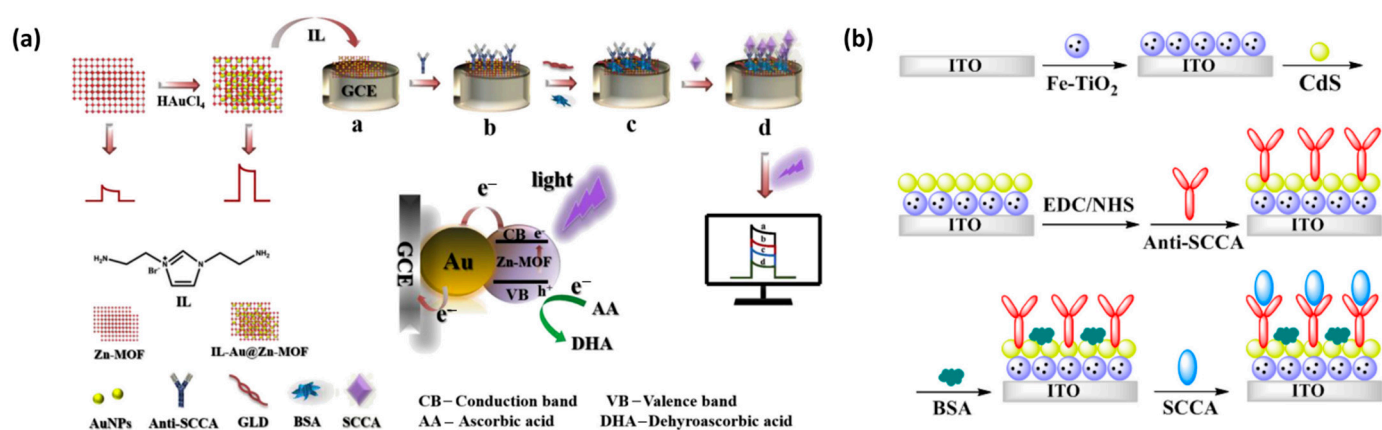 (a)
IL
HAuCl4
GCE
a
b
c
d
e−
light
CB e−
GCE
Au
Zn-MOF
VB h+
e−
e−
AA
DHA
a
b
c
d
H2N
N
N
+
Br−
NH2
IL
Zn-MOF
IL-Au@Zn-MOF
AuNPs
Anti-SCCA
GLD
BSA
SCCA
CB – Conduction band
VB – Valence band
AA – Ascorbic acid
DHA – Dehyroascorbic acid
(b)
ITO
Fe-TiO2
ITO
CdS
ITO
EDC/NHS
Anti-SCCA
ITO
BSA
ITO
SCCA
ITO